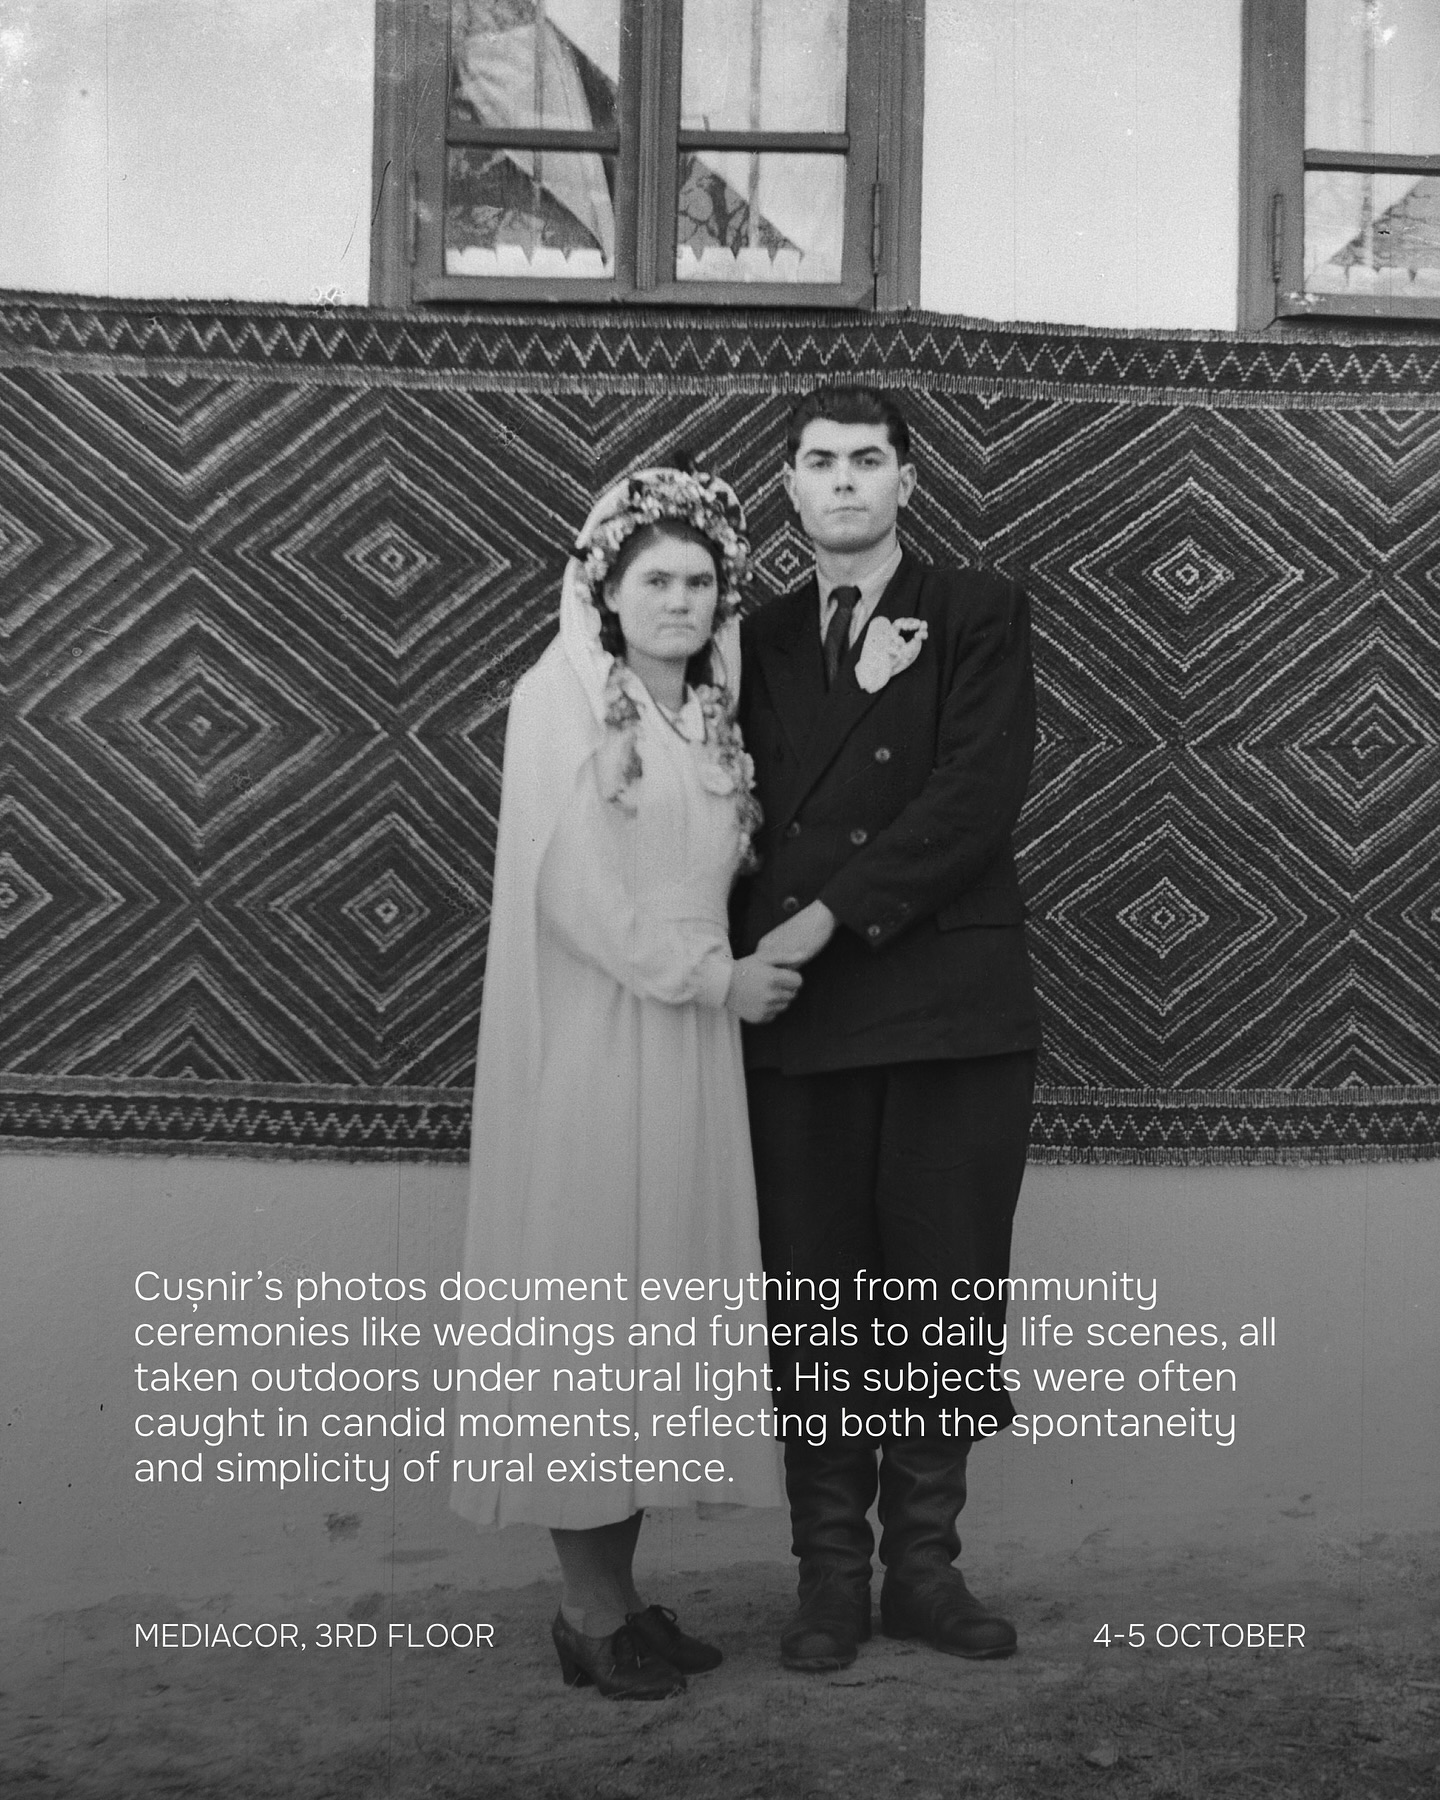 Cușnir’s photos document everything from community
ceremonies like weddings and funerals to daily life scenes, all
taken outdoors under natural light. His subjects were often
caught in candid moments, reflecting both the spontaneity
and simplicity of rural existence.
MEDIACOR, 3RD FLOOR
4-5 OCTOBER